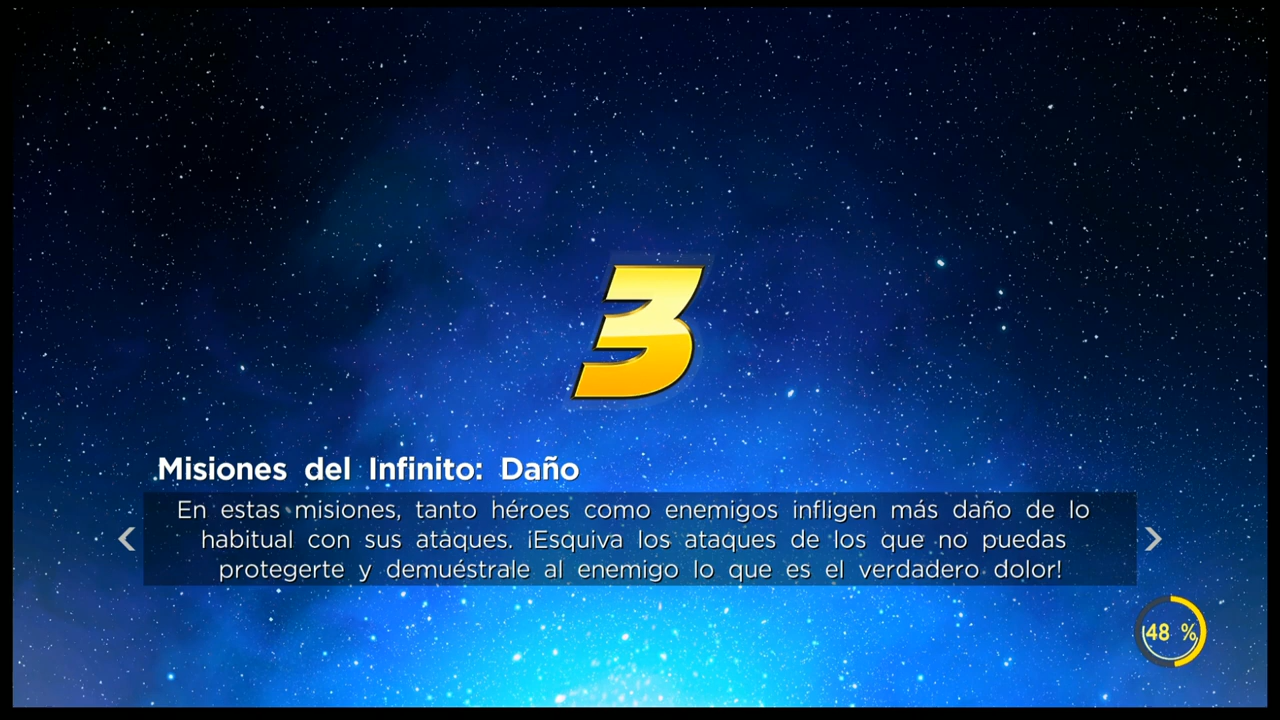 3
Misiones del Infinito: Daño
En estas misiones, tanto héroes como enemigos infligen más daño de lo
habitual con sus ataques. ¡Esquiva los ataques de los que no puedas
protegerte y demuéstrale al enemigo lo que es el verdadero dolor!
48 %